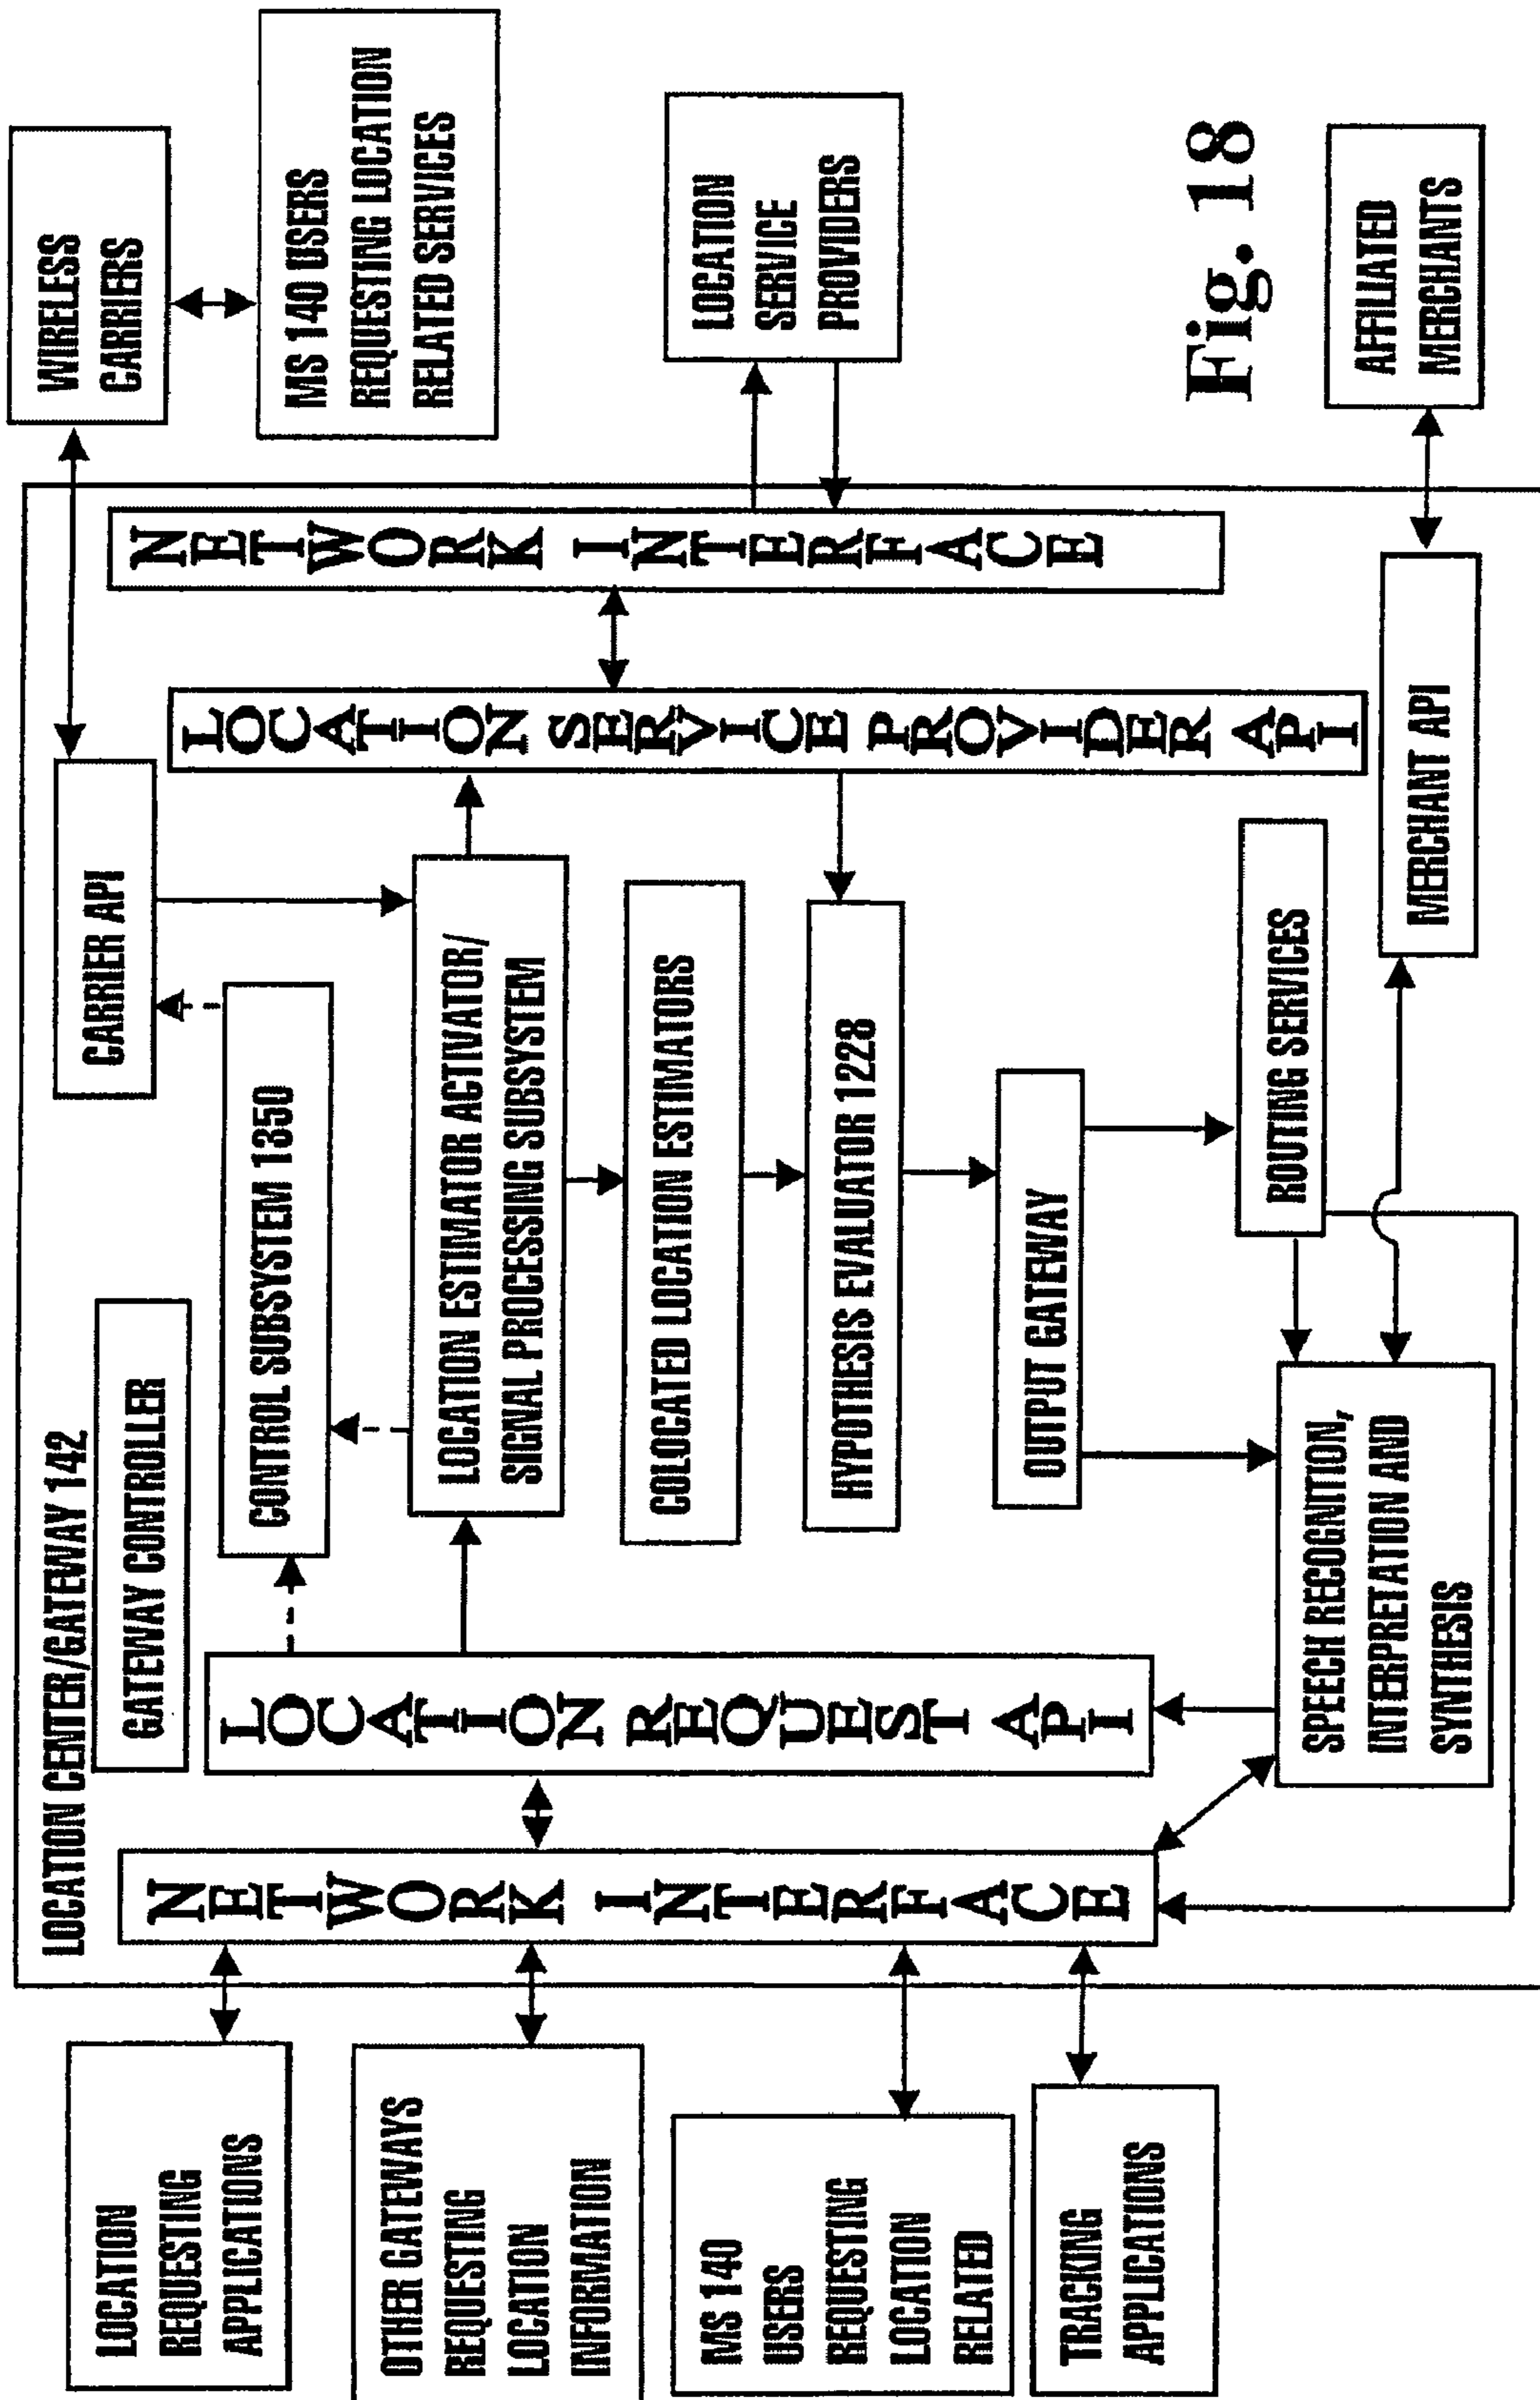 LOCATION CENTER/GATEWAY 142
GATEWAY CONTROLLER
CARRIER API
WIRELESS
CARRIERS
MS 140 USERS
REQUESTING LOCATION
RELATED SERVICES
LOCATION
REQUESTING
APPLICATIONS
OTHER GATEWAYS
REQUESTING
LOCATION
INFORMATION
MS 140
USERS
REQUESTING
LOCATION
RELATED
TRACKING
APPLICATIONS
NETWORK INTERFACE
LOCATION REQUEST API
CONTROL SUBSYSTEM 1350
LOCATION ESTIMATOR ACTIVATOR/
SIGNAL PROCESSING SUBSYSTEM
COLOCATED LOCATION ESTIMATORS
HYPOTHESIS EVALUATOR 1228
OUTPUT GATEWAY
ROUTING SERVICES
SPEECH RECOGNITION,
INTERPRETATION AND
SYNTHESIS
LOCATION SERVICE PROVIDER API
NETWORK INTERFACE
LOCATION
SERVICE
PROVIDERS
MERCHANT API
AFFILIATED
MERCHANTS
Fig. 18